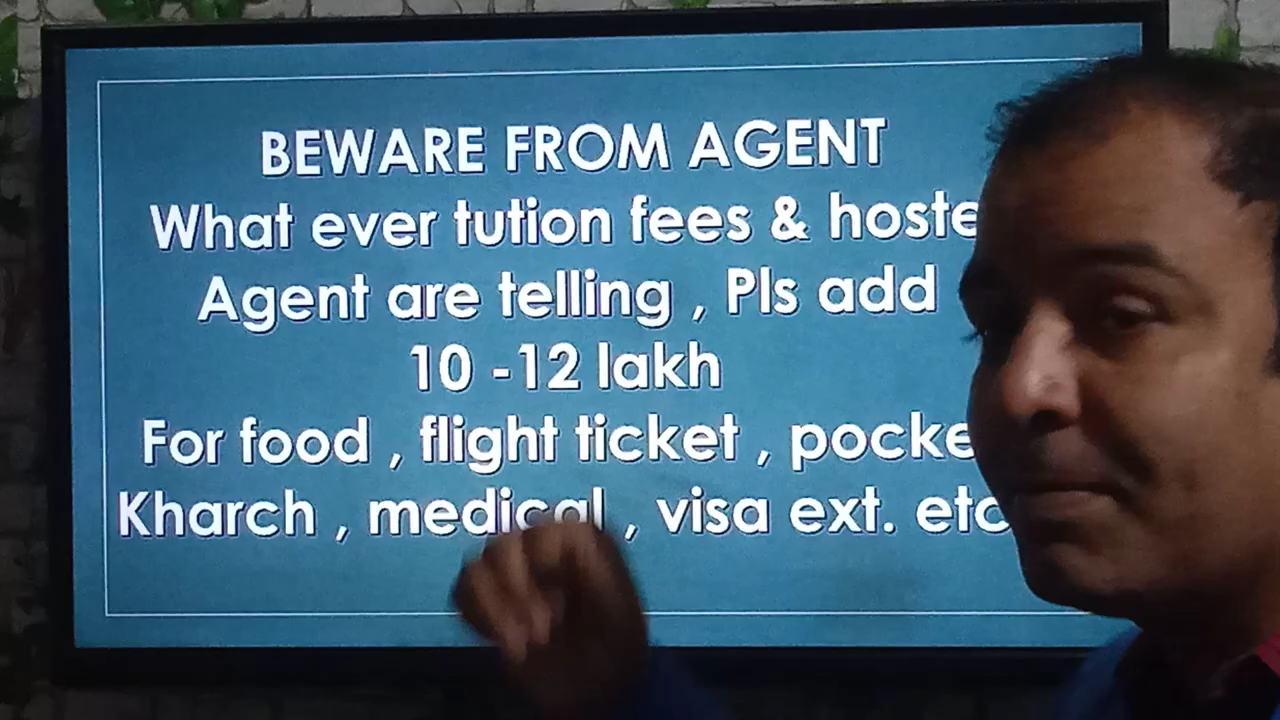 BEWARE FROM AGENT
What ever tution fees & hoste
Agent are telling , Pls add
10 -12 lakh
For food , flight ticket , pocke
Kharch , medical , visa ext. etc